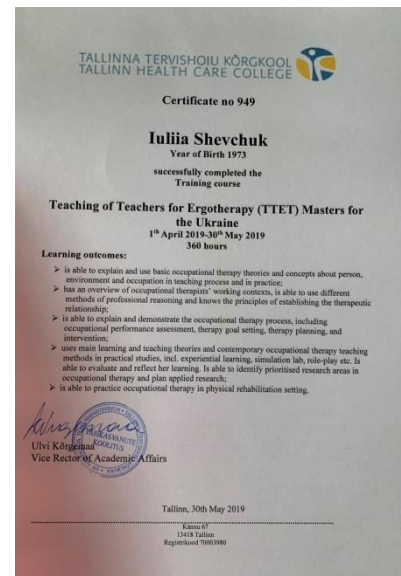 TALLINNA TERVISHOIU KÕRGKOOL
TALLINN HEALTH CARE COLLEGE
Certificate no 949
Iuliia Shevchuk
Year of Birth 1973
successfully completed the
Training course
Teaching of Teachers for Ergotherapy (TTET) Masters for
the Ukraine
1th April 2019-30th May 2019
360 hours
Learning outcomes:
➢ is able to explain and use basic occupational therapy theories and concepts about person,
environment and occupation in teaching process and in practice;
➢ has an overview of occupational therapists' working contexts, is able to use different
methods of professional reasoning and knows the principles of establishing the therapeutic
relationship;
➢ is able to explain and demonstrate the occupational therapy process, including
occupational performance assessment, therapy goal setting, therapy planning, and
intervention;
➢ uses main learning and teaching theories and contemporary occupational therapy teaching
methods in practical studies, incl. experiential learning, simulation lab, role-play etc. Is
able to evaluate and reflect her learning. Is able to identify prioritised research areas in
occupational therapy and plan applied research;
➢ is able to practice occupational therapy in physical rehabilitation setting.
TÄISKASVANUTE
KOOLITUS
Ulvi Kõrgemaa
Vice Rector of Academic Affairs
Tallinn, 30th May 2019
Kännu 67
13418 Tallinn
Registrikood 70003980